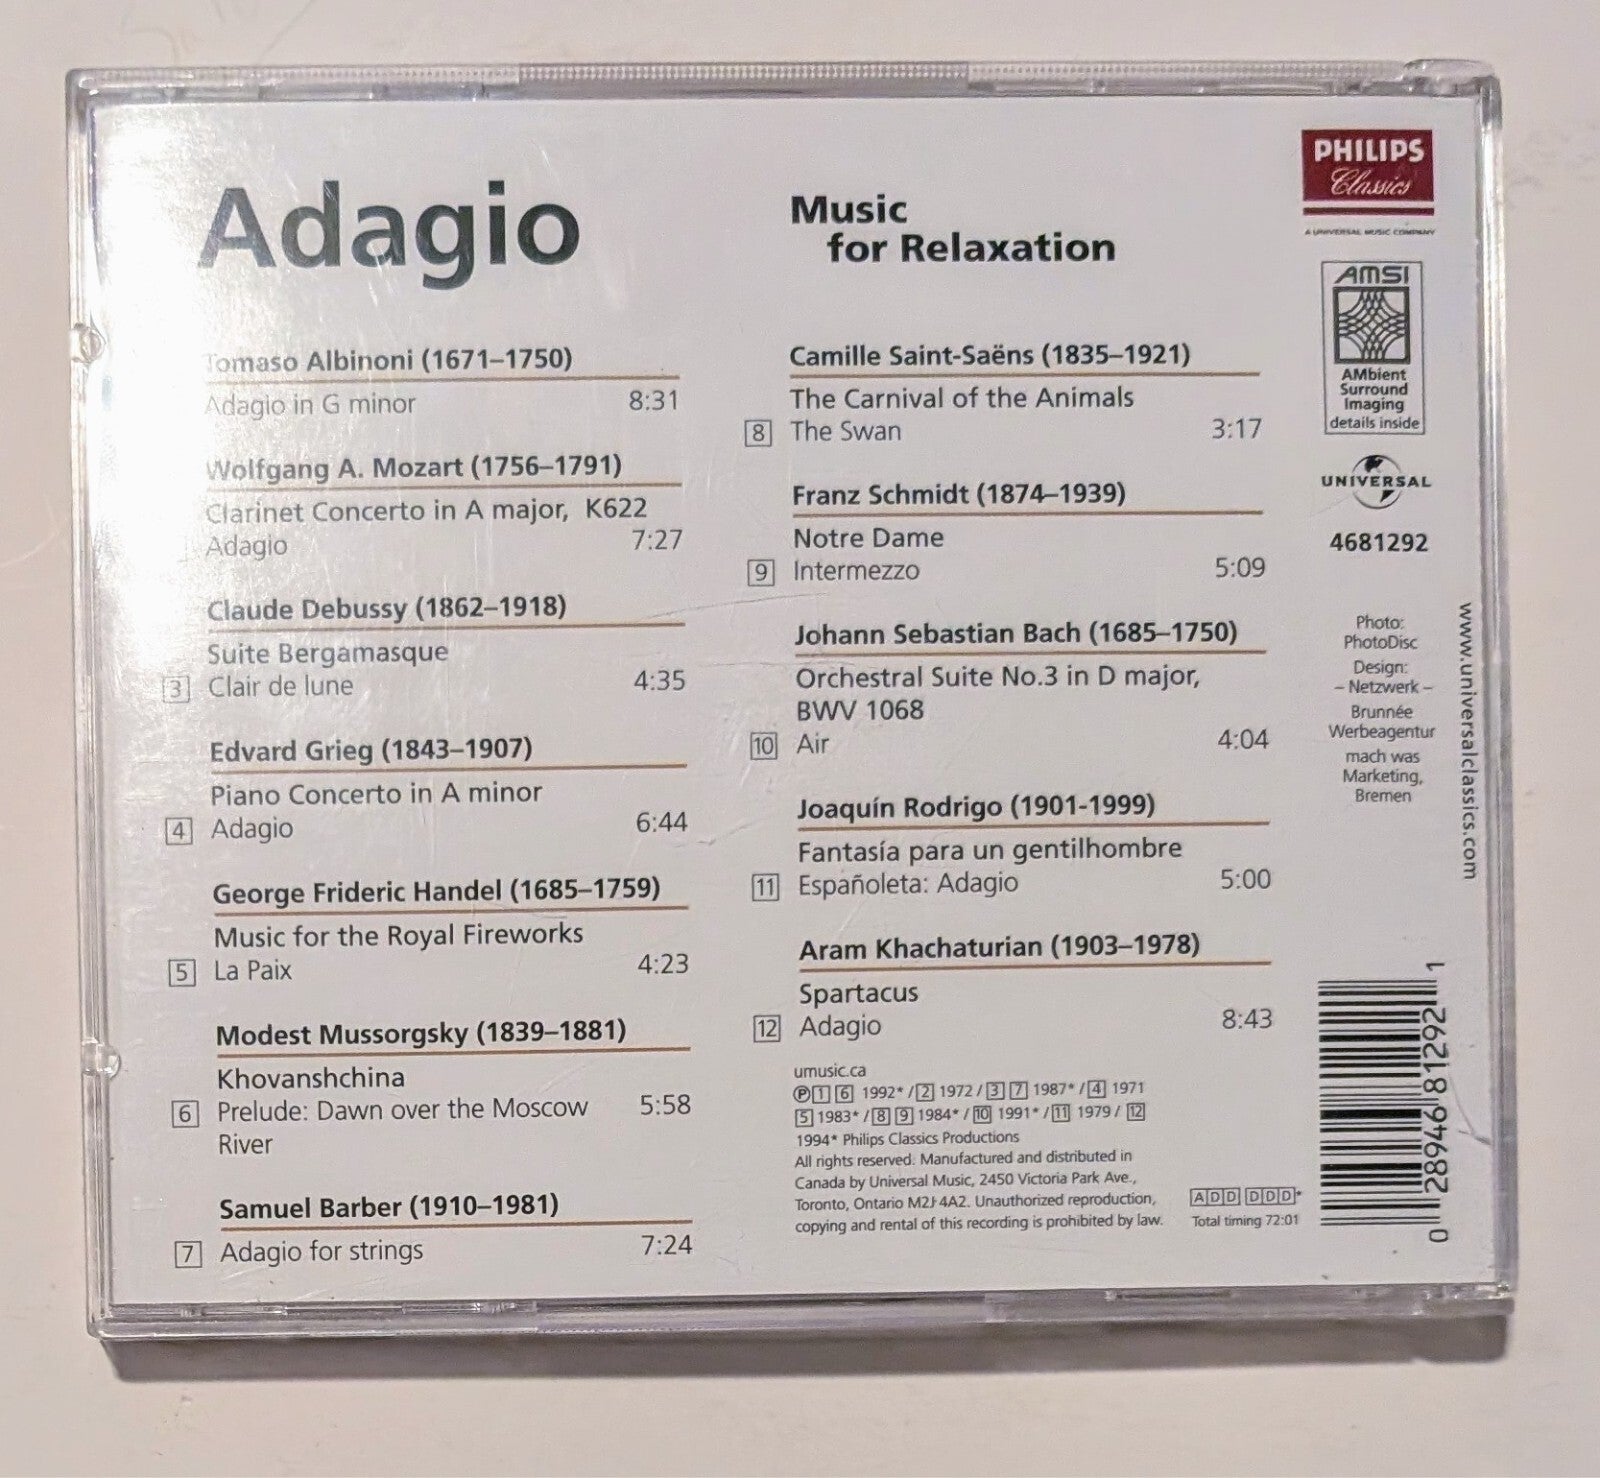 Adagio
Tomaso Albinoni (1671–1750)
Adagio in G minor 8:31
Wolfgang A. Mozart (1756–1791)
Clarinet Concerto in A major, K622
Adagio 7:27
Claude Debussy (1862–1918)
Suite Bergamasque
3 Clair de lune 4:35
Edvard Grieg (1843–1907)
Piano Concerto in A minor
4 Adagio 6:44
George Frideric Handel (1685–1759)
Music for the Royal Fireworks
5 La Paix 4:23
Modest Mussorgsky (1839–1881)
Khovanshchina
6 Prelude: Dawn over the Moscow 5:58
River
Samuel Barber (1910–1981)
7 Adagio for strings 7:24
Music
for Relaxation
Camille Saint-Saëns (1835–1921)
The Carnival of the Animals
8 The Swan 3:17
Franz Schmidt (1874–1939)
Notre Dame
9 Intermezzo 5:09
Johann Sebastian Bach (1685–1750)
Orchestral Suite No.3 in D major,
BWV 1068
10 Air 4:04
Joaquín Rodrigo (1901-1999)
Fantasía para un gentilhombre
11 Españoleta: Adagio 5:00
Aram Khachaturian (1903–1978)
Spartacus
12 Adagio 8:43
umusic.ca
℗ 1 6 1992* / 2 1972 / 3 7 1987* / 4 1971
5 1983* / 8 9 1984* / 10 1991* / 11 1979 / 12
1994* Philips Classics Productions
All rights reserved. Manufactured and distributed in
Canada by Universal Music, 2450 Victoria Park Ave.,
Toronto, Ontario M2J 4A2. Unauthorized reproduction,
copying and rental of this recording is prohibited by law.
ADD DDD*
Total timing 72:01
PHILIPS
Classics
A UNIVERSAL MUSIC COMPANY
AMSI
AMbient
Surround
Imaging
details inside
UNIVERSAL
4681292
Photo:
PhotoDisc
Design:
– Netzwerk –
Brunnée
Werbeagentur
mach was
Marketing,
Bremen
www.universalclassics.com
0 28946 81292 1